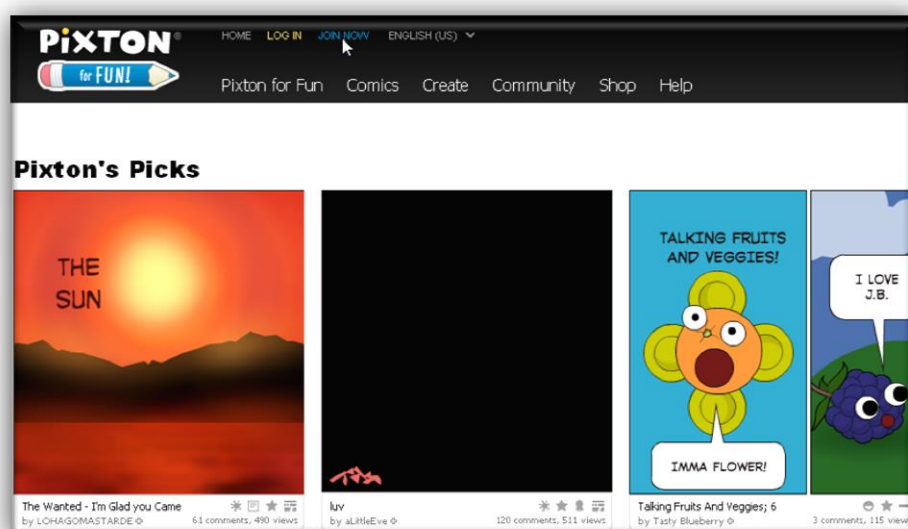 PiXTON®
for FUN!
HOME LOG IN JOIN NOW ENGLISH (US)
Pixton for Fun Comics Create Community Shop Help
Pixton's Picks
THE
SUN
TALKING FRUITS
AND VEGGIES!
IMMA FLOWER!
I LOVE
J.B.
The Wanted - I'm Glad you Came
by LOHAGOMASTARDE
61 comments, 490 views
luv
by aLittleEve
120 comments, 511 views
Talking Fruits And Veggies; 6
by Tasty Blueberry
3 comments, 115 view